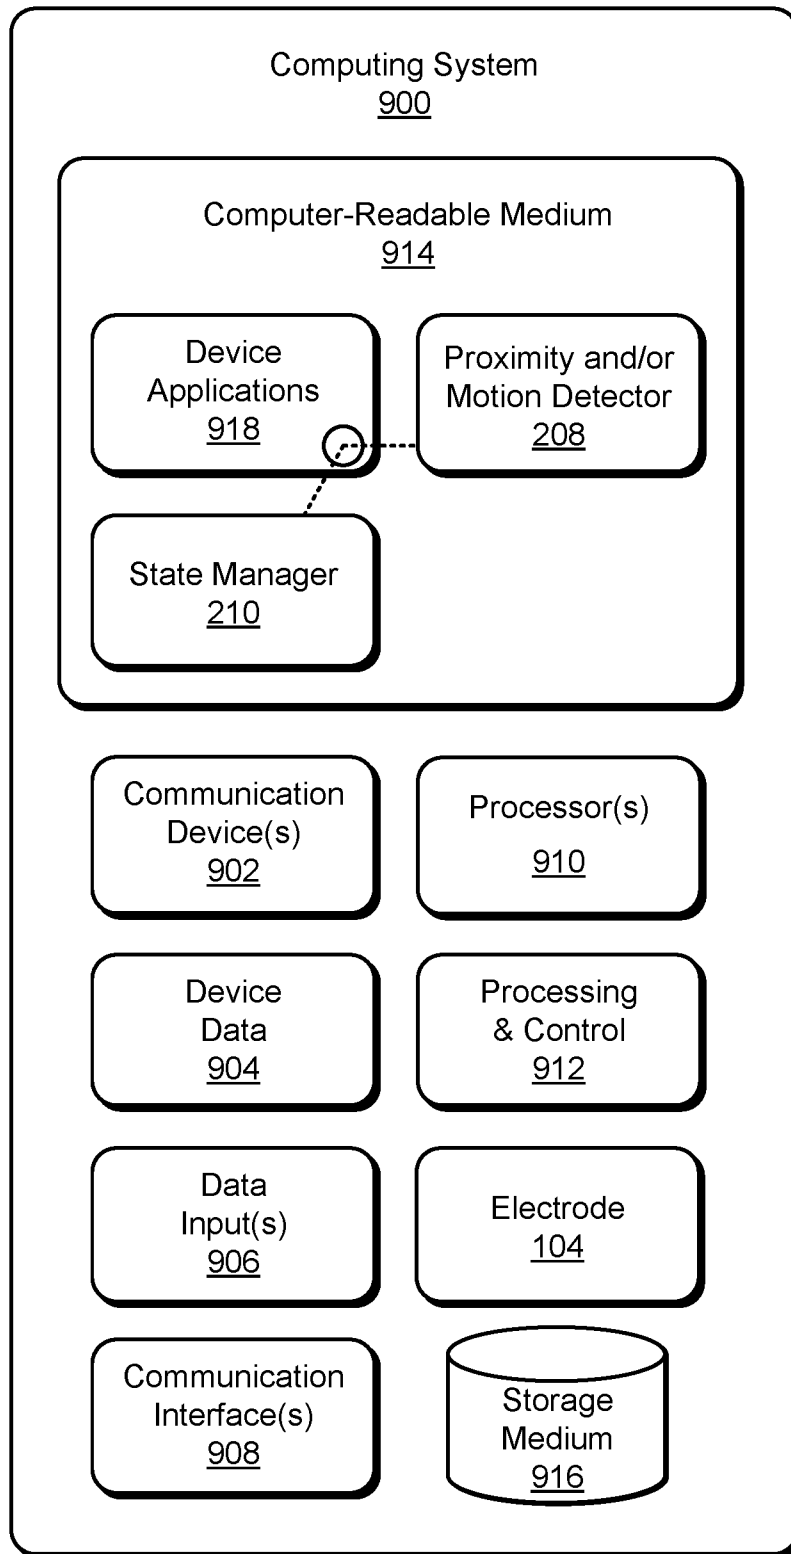 Computing System
900
Computer-Readable Medium
914
Device
Applications
918
Proximity and/or
Motion Detector
208
State Manager
210
Communication
Device(s)
902
Processor(s)
910
Device
Data
904
Processing
& Control
912
Data
Input(s)
906
Electrode
104
Communication
Interface(s)
908
Storage
Medium
916